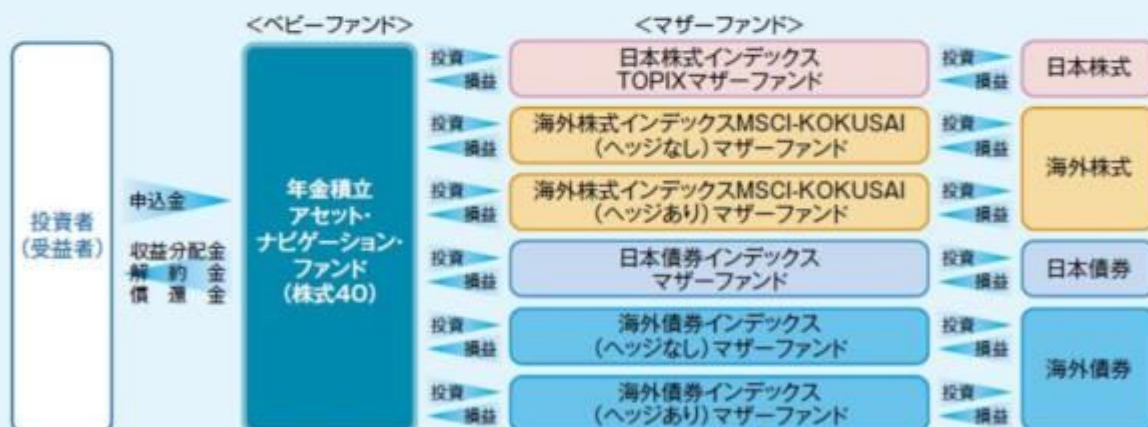 <ベビーファンド>
<マザーファンド>
投資者
(受益者)
申込金
収益分配金
解約金
償還金
年金積立
アセット・
ナビゲーション・
ファンド
(株式40)
投資
損益
日本株式インデックス
TOPIXマザーファンド
投資
損益
日本株式
投資
損益
海外株式インデックスMSCI-KOKUSAI
(ヘッジなし)マザーファンド
投資
損益
海外株式
投資
損益
海外株式インデックスMSCI-KOKUSAI
(ヘッジあり)マザーファンド
投資
損益
投資
損益
日本債券インデックス
マザーファンド
投資
損益
日本債券
投資
損益
海外債券インデックス
(ヘッジなし)マザーファンド
投資
損益
海外債券
投資
損益
海外債券インデックス
(ヘッジあり)マザーファンド
投資
損益